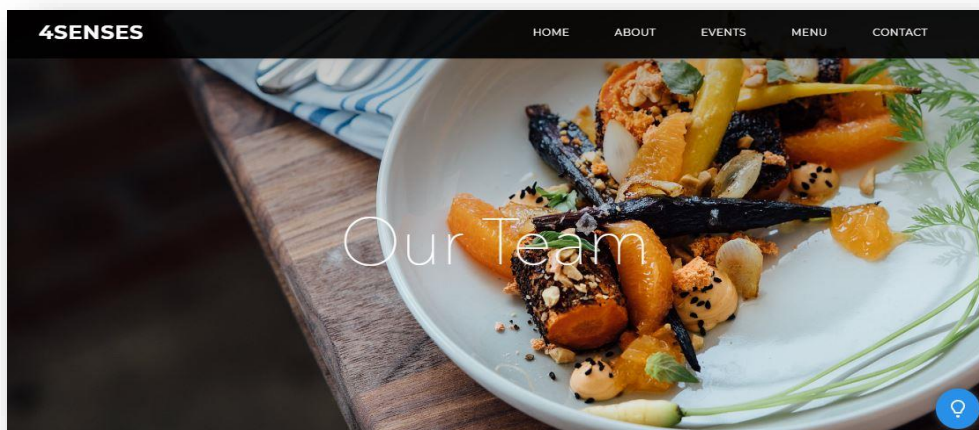 4SENSES
HOME ABOUT EVENTS MENU CONTACT
Our Team